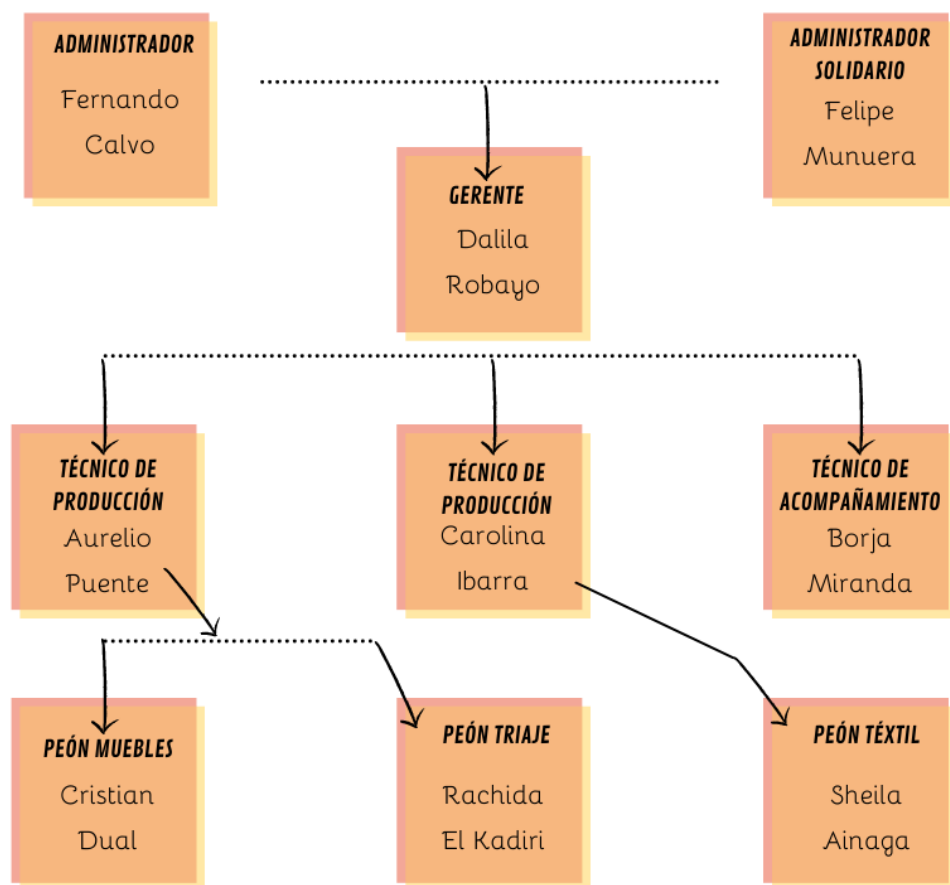 ADMINISTRADOR
Fernando
Calvo
ADMINISTRADOR
SOLIDARIO
Felipe
Munuera
GERENTE
Dalila
Robayo
TÉCNICO DE
PRODUCCIÓN
Aurelio
Puente
TÉCNICO DE
PRODUCCIÓN
Carolina
Ibarra
TÉCNICO DE
ACOMPAÑAMIENTO
Borja
Miranda
PEÓN MUEBLES
Cristian
Dual
PEÓN TRIAJE
Rachida
El Kadiri
PEÓN TÉXTIL
Sheila
Ainaga